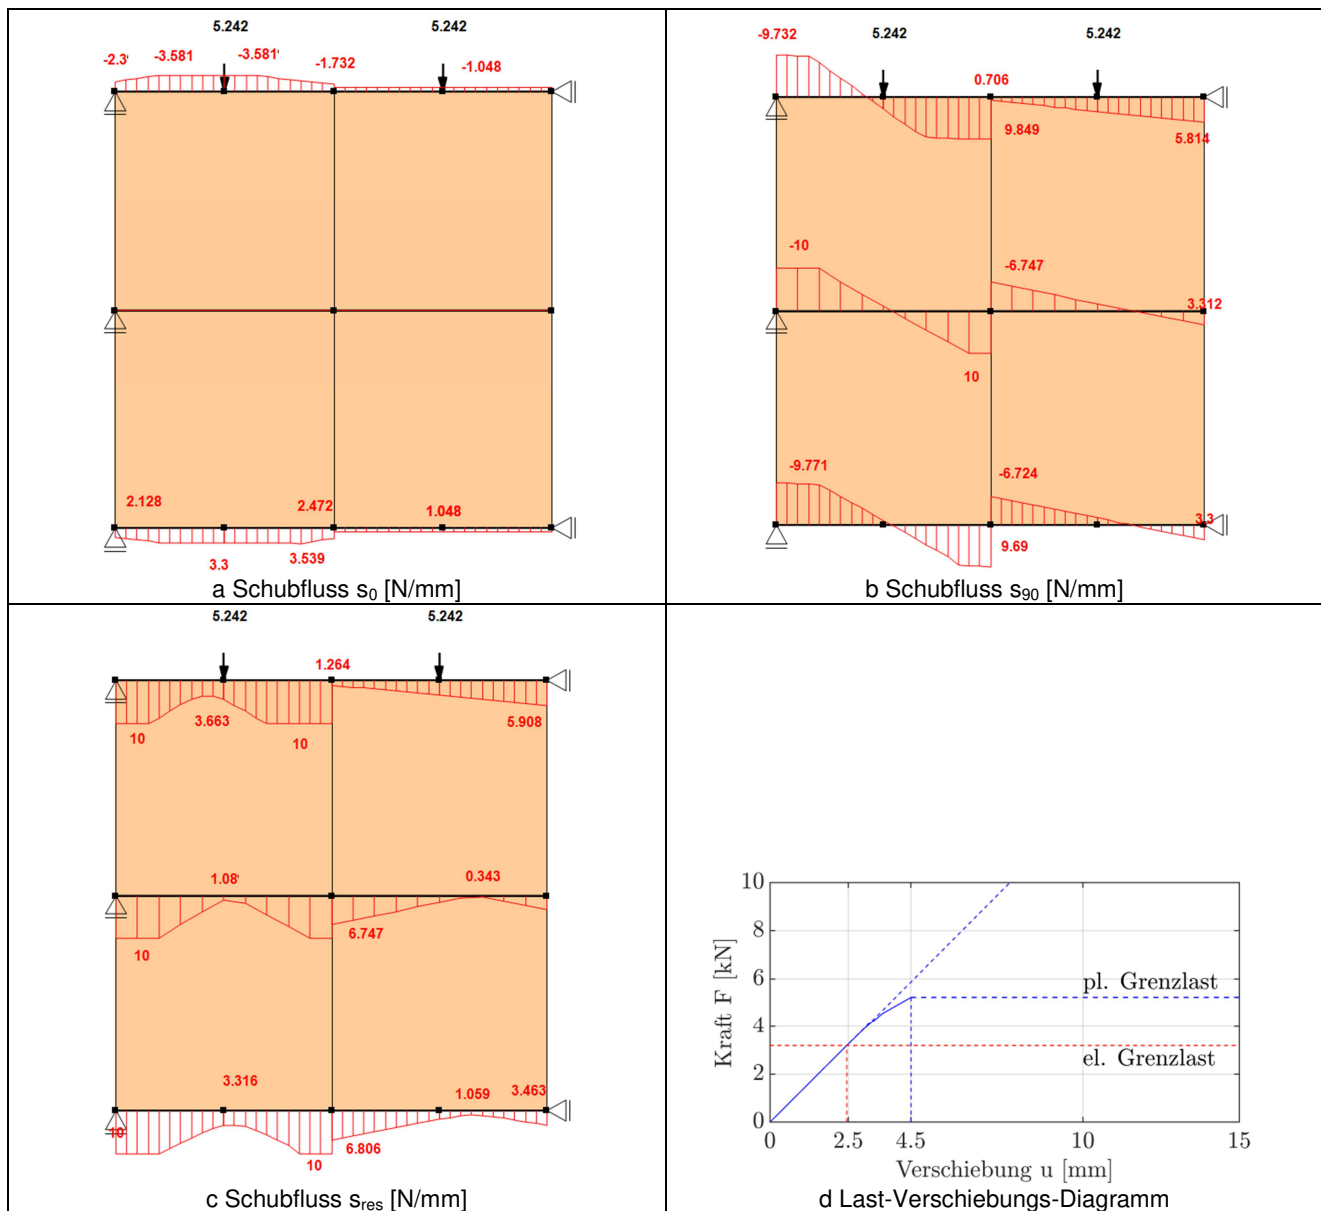 5.242 5.242
-2.3 -3.581 -3.581 -1.732 -1.048
2.128 2.472 1.048
3.3 3.539
a Schubfluss s₀ [N/mm]
-9.732 5.242 5.242
0.706
9.849 5.814
-10 -6.747
3.312
10
-9.771 -6.724
3.3
9.69
b Schubfluss s₉₀ [N/mm]
5.242 5.242
1.264
3.663 5.908
10 10
1.08 0.343
6.747
10
3.316 1.059 3.463
10 6.806
10
c Schubfluss s_res [N/mm]
10
8
6
4
2
0
Kraft F [kN]
pl. Grenzlast
el. Grenzlast
0 2.5 4.5 10 15
Verschiebung u [mm]
d Last-Verschiebungs-Diagramm